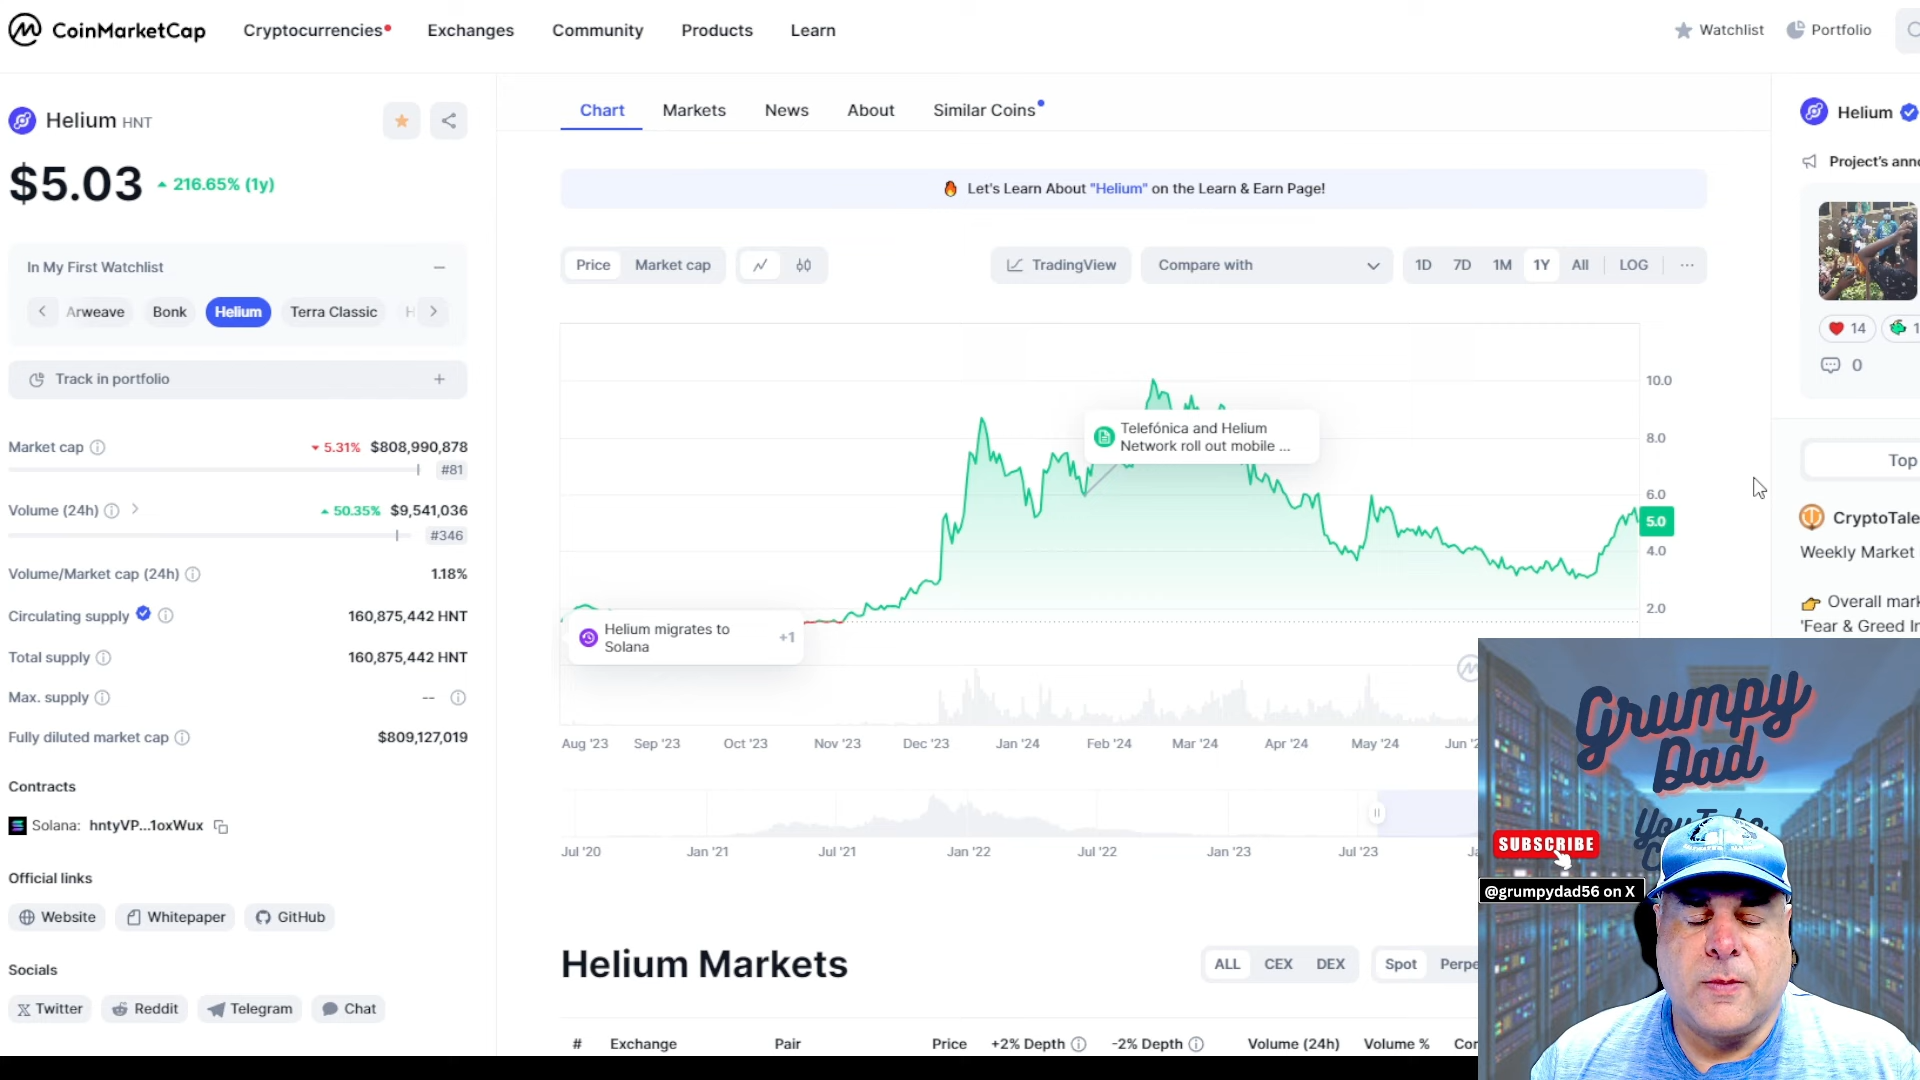 CoinMarketCap
Cryptocurrencies
Exchanges
Community
Products
Learn
Watchlist
Portfolio
Helium HNT
$5.03
216.65% (1y)
In My First Watchlist
Arweave
Bonk
Helium
Terra Classic
Track in portfolio
Market cap
5.31% $808,990,878
#81
Volume (24h)
50.35% $9,541,036
#346
Volume/Market cap (24h)
1.18%
Circulating supply
160,875,442 HNT
Total supply
160,875,442 HNT
Max. supply
--
Fully diluted market cap
$809,127,019
Contracts
Solana: hntyVP...1oxWux
Official links
Website
Whitepaper
GitHub
Socials
Twitter
Reddit
Telegram
Chat
Chart
Markets
News
About
Similar Coins
Let's Learn About "Helium" on the Learn & Earn Page!
Price
Market cap
TradingView
Compare with
1D
7D
1M
1Y
All
LOG
Telefónica and Helium
Network roll out mobile ...
Helium migrates to
Solana
+1
10.0
8.0
6.0
5.0
4.0
2.0
Aug '23
Sep '23
Oct '23
Nov '23
Dec '23
Jan '24
Feb '24
Mar '24
Apr '24
May '24
Jun '2
Jul '20
Jan '21
Jul '21
Jan '22
Jul '22
Jan '23
Jul '23
Helium Markets
ALL
CEX
DEX
Spot
Perpe
#
Exchange
Pair
Price
+2% Depth
-2% Depth
Volume (24h)
Volume %
Con
Helium
Project's anno
14
1
0
Top
CryptoTale
Weekly Market
Overall mark
'Fear & Greed In
Grumpy
Dad
YouTube
SUBSCRIBE
@grumpydad56 on X